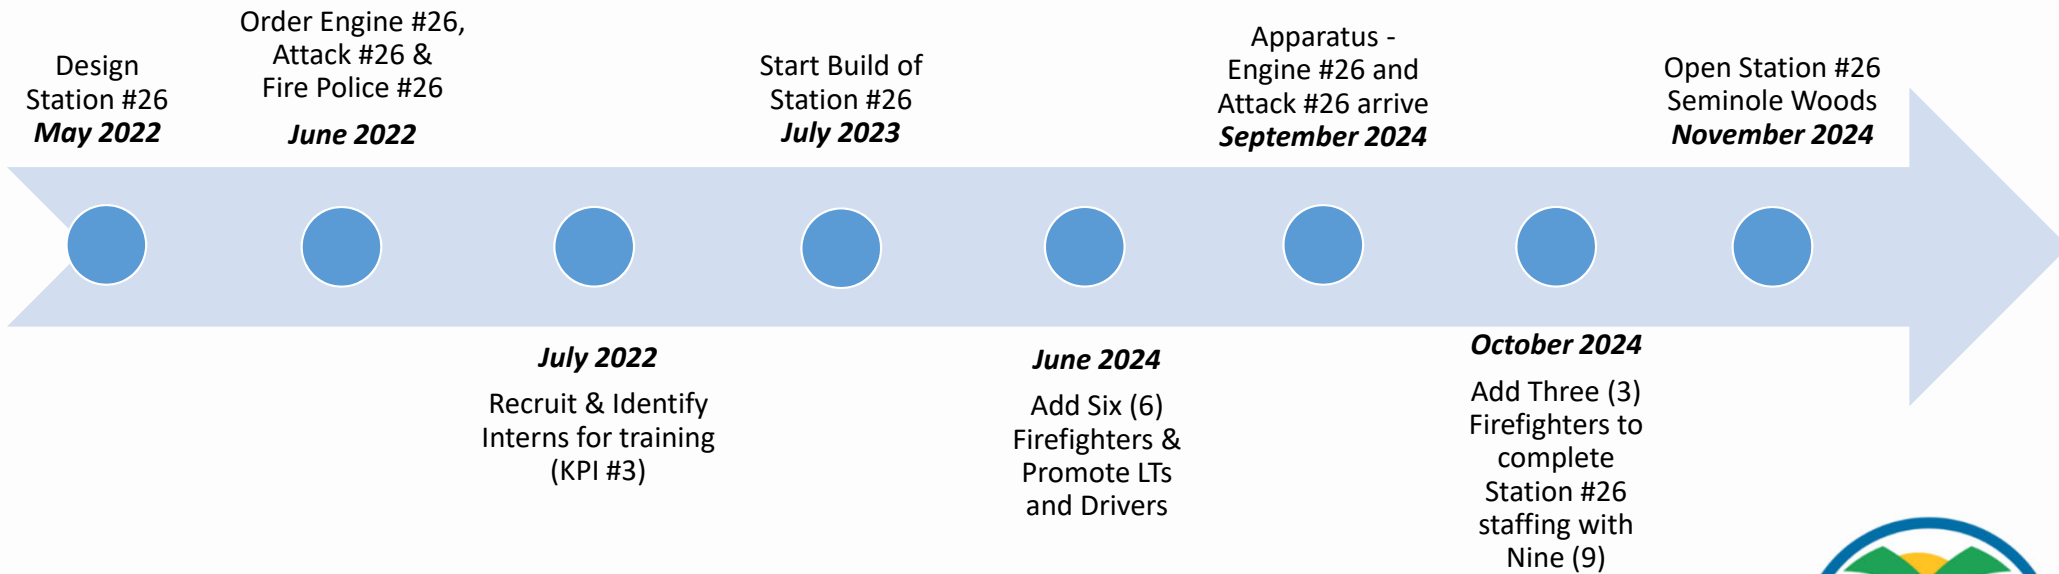 Design
Station #26
May 2022
Order Engine #26,
Attack #26 &
Fire Police #26
June 2022
July 2022
Recruit & Identify
Interns for training
(KPI #3)
Start Build of
Station #26
July 2023
June 2024
Add Six (6)
Firefighters &
Promote LTs
and Drivers
Apparatus -
Engine #26 and
Attack #26 arrive
September 2024
October 2024
Add Three (3)
Firefighters to
complete
Station #26
staffing with
Nine (9)
Open Station #26
Seminole Woods
November 2024